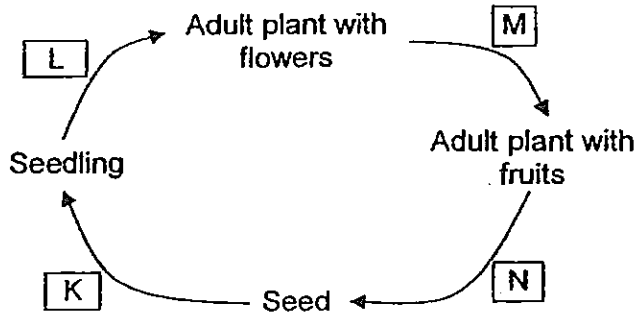 Adult plant with
flowers
M
L
Adult plant with
fruits
Seedling
K
N
Seed